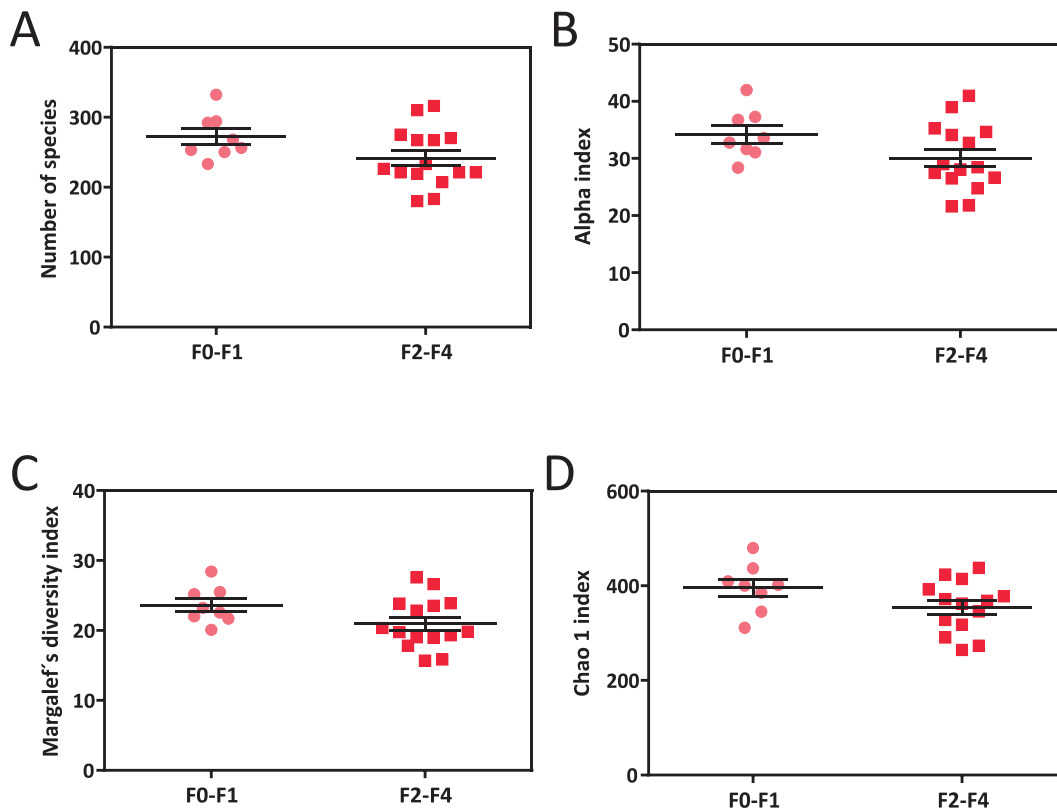 A
Number of species
400
300
200
100
0
F0-F1
F2-F4
B
Alpha index
50
40
30
20
10
0
F0-F1
F2-F4
C
Margalef´s diversity index
40
30
20
10
0
F0-F1
F2-F4
D
Chao 1 index
600
400
200
0
F0-F1
F2-F4